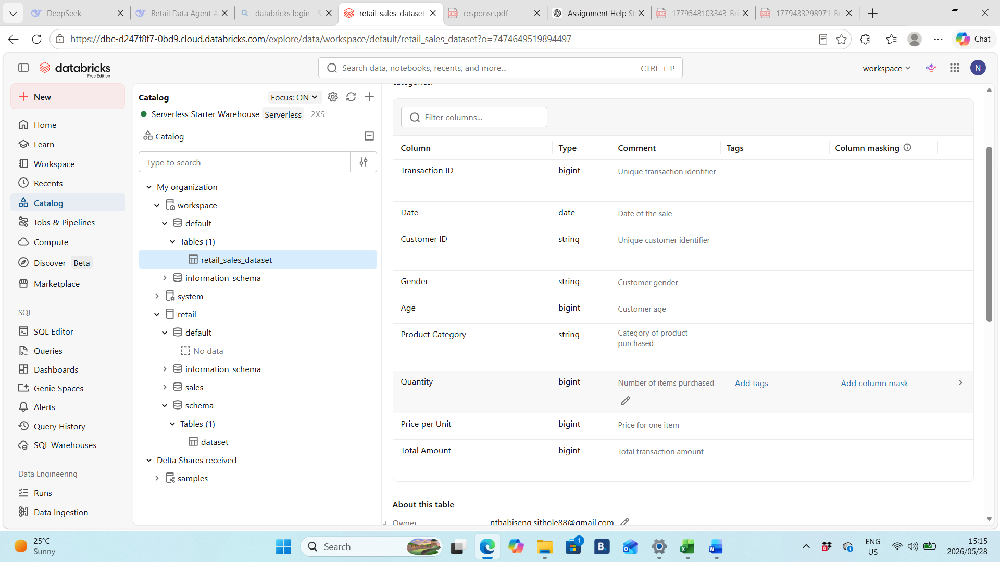 DeepSeek
Retail Data Agent A
databricks login - Se
retail_sales_dataset
response.pdf
Assignment Help St
1779548103343_Bri
1779433298971_Bri
https://dbc-d247f8f7-0bd9.cloud.databricks.com/explore/data/workspace/default/retail_sales_dataset?o=7474649519894497
Chat
databricks
Free Edition
Search data, notebooks, recents, and more...
CTRL + P
workspace
N
New
Home
Learn
Workspace
Recents
Catalog
Jobs & Pipelines
Compute
Discover Beta
Marketplace
SQL
SQL Editor
Queries
Dashboards
Genie Spaces
Alerts
Query History
SQL Warehouses
Data Engineering
Runs
Data Ingestion
Catalog
Focus: ON
Serverless Starter Warehouse Serverless 2XS
Catalog
Type to search
My organization
workspace
default
Tables (1)
retail_sales_dataset
information_schema
system
retail
default
No data
information_schema
sales
schema
Tables (1)
dataset
Delta Shares received
samples
categories.
Filter columns...
Column Type Comment Tags Column masking
Transaction ID bigint Unique transaction identifier
Date date Date of the sale
Customer ID string Unique customer identifier
Gender string Customer gender
Age bigint Customer age
Product Category string Category of product
purchased
Quantity bigint Number of items purchased Add tags Add column mask
Price per Unit bigint Price for one item
Total Amount bigint Total transaction amount
About this table
Owner nthabiseng.sithole88@gmail.com
25°C
Sunny
Search
1
B.
ENG
US
15:15
2026/05/28